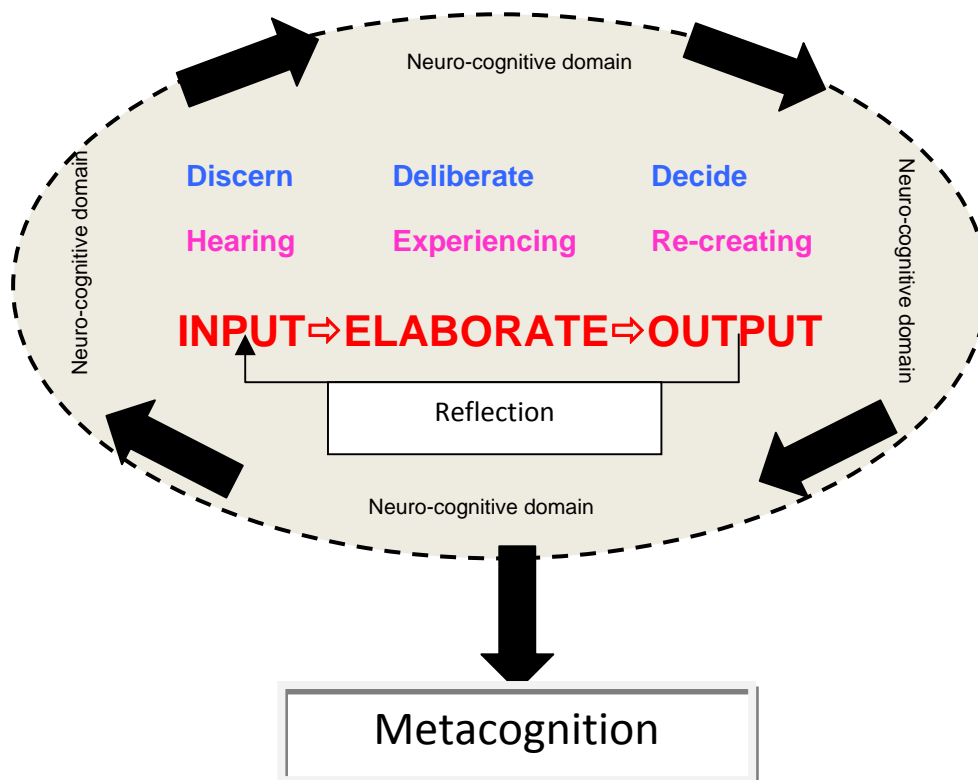 Neuro-cognitive domain
Neuro-cognitive domain
Neuro-cognitive domain
Discern Deliberate Decide
Hearing Experiencing Re-creating
INPUT⇨ELABORATE⇨OUTPUT
Reflection
Neuro-cognitive domain
Metacognition